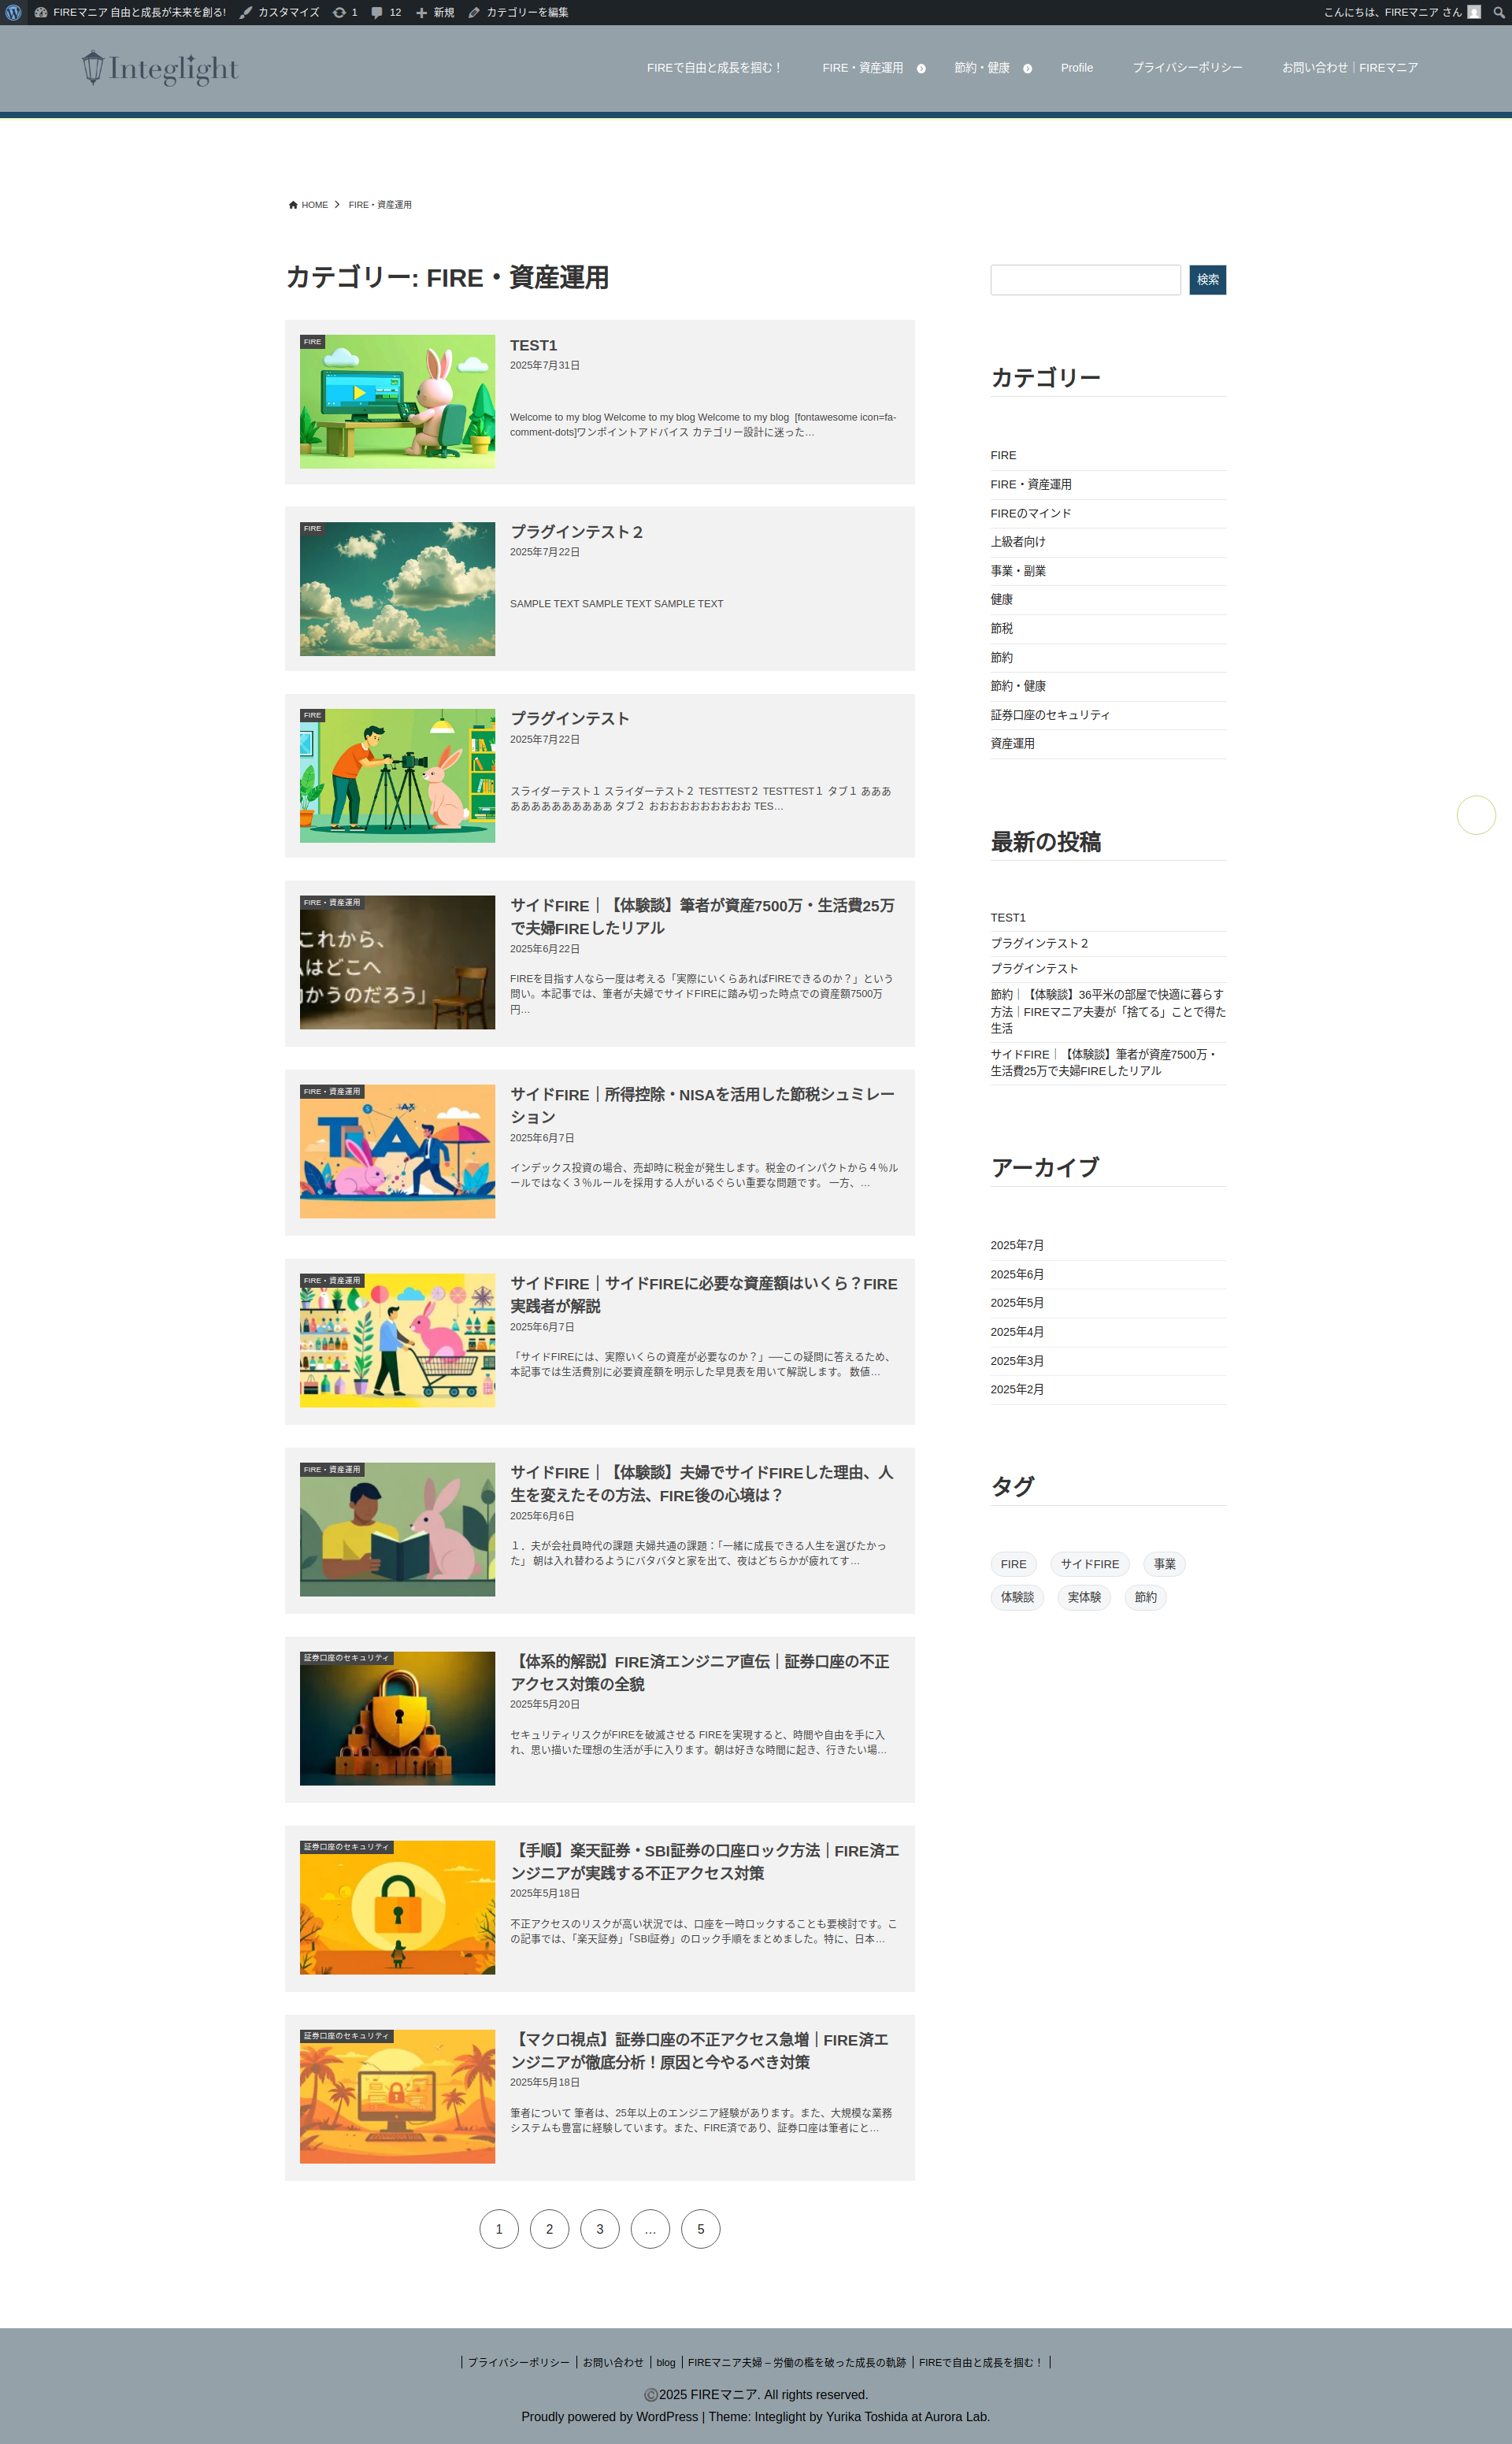 FIREマニア 自由と成長が未来を創る! カスタマイズ 1 12 新規 カテゴリーを編集 こんにちは、FIREマニア さん
Integlight
FIREで自由と成長を掴む！ FIRE・資産運用 節約・健康 Profile プライバシーポリシー お問い合わせ｜FIREマニア
HOME FIRE・資産運用
カテゴリー: FIRE・資産運用
FIRE
TEST1
2025年7月31日
Welcome to my blog Welcome to my blog Welcome to my blog [fontawesome icon=fa-
comment-dots]ワンポイントアドバイス カテゴリー設計に迷った…
FIRE
プラグインテスト２
2025年7月22日
SAMPLE TEXT SAMPLE TEXT SAMPLE TEXT
FIRE
プラグインテスト
2025年7月22日
スライダーテスト１ スライダーテスト２ TESTTEST２ TESTTEST１ タブ１ あああ
ああああああああああ タブ２ おおおおおおおおおお TES…
FIRE・資産運用
これから、
はどこへ
向かうのだろう」
サイドFIRE｜【体験談】筆者が資産7500万・生活費25万
で夫婦FIREしたリアル
2025年6月22日
FIREを目指す人なら一度は考える「実際にいくらあればFIREできるのか？」という
問い。本記事では、筆者が夫婦でサイドFIREに踏み切った時点での資産額7500万
円…
FIRE・資産運用
サイドFIRE｜所得控除・NISAを活用した節税シュミレー
ション
2025年6月7日
インデックス投資の場合、売却時に税金が発生します。税金のインパクトから４%ル
ールではなく３%ルールを採用する人がいるぐらい重要な問題です。 一方、…
FIRE・資産運用
サイドFIRE｜サイドFIREに必要な資産額はいくら？FIRE
実践者が解説
2025年6月7日
「サイドFIREには、実際いくらの資産が必要なのか？」──この疑問に答えるため、
本記事では生活費別に必要資産額を明示した早見表を用いて解説します。 数値…
FIRE・資産運用
サイドFIRE｜【体験談】夫婦でサイドFIREした理由、人
生を変えたその方法、FIRE後の心境は？
2025年6月6日
１．夫が会社員時代の課題 夫婦共通の課題：「一緒に成長できる人生を選びたかっ
た」 朝は入れ替わるようにバタバタと家を出て、夜はどちらかが疲れてす…
証券口座のセキュリティ
【体系的解説】FIRE済エンジニア直伝｜証券口座の不正
アクセス対策の全貌
2025年5月20日
セキュリティリスクがFIREを破滅させる FIREを実現すると、時間や自由を手に入
れ、思い描いた理想の生活が手に入ります。朝は好きな時間に起き、行きたい場…
証券口座のセキュリティ
【手順】楽天証券・SBI証券の口座ロック方法｜FIRE済エ
ンジニアが実践する不正アクセス対策
2025年5月18日
不正アクセスのリスクが高い状況では、口座を一時ロックすることも要検討です。こ
の記事では、「楽天証券」「SBI証券」のロック手順をまとめました。特に、日本…
証券口座のセキュリティ
【マクロ視点】証券口座の不正アクセス急増｜FIRE済エ
ンジニアが徹底分析！原因と今やるべき対策
2025年5月18日
筆者について 筆者は、25年以上のエンジニア経験があります。また、大規模な業務
システムも豊富に経験しています。また、FIRE済であり、証券口座は筆者にと…
1 2 3 … 5
検索
カテゴリー
FIRE
FIRE・資産運用
FIREのマインド
上級者向け
事業・副業
健康
節税
節約
節約・健康
証券口座のセキュリティ
資産運用
最新の投稿
TEST1
プラグインテスト２
プラグインテスト
節約｜【体験談】36平米の部屋で快適に暮らす
方法｜FIREマニア夫妻が「捨てる」ことで得た
生活
サイドFIRE｜【体験談】筆者が資産7500万・
生活費25万で夫婦FIREしたリアル
アーカイブ
2025年7月
2025年6月
2025年5月
2025年4月
2025年3月
2025年2月
タグ
FIRE サイドFIRE 事業
体験談 実体験 節約
プライバシーポリシー お問い合わせ blog FIREマニア夫婦 – 労働の檻を破った成長の軌跡 FIREで自由と成長を掴む！
©2025 FIREマニア. All rights reserved.
Proudly powered by WordPress | Theme: Integlight by Yurika Toshida at Aurora Lab.